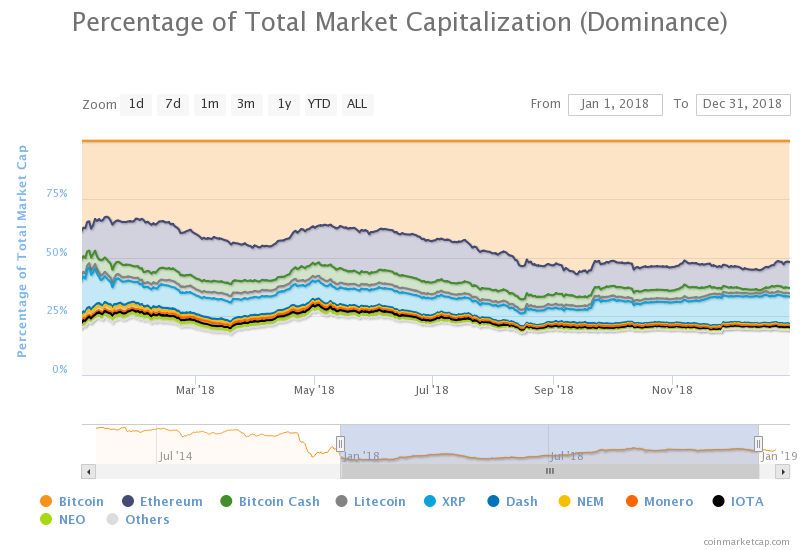 Percentage of Total Market Capitalization (Dominance)
Zoom 1d 7d 1m 3m 1y YTD ALL From Jan 1, 2018 To Dec 31, 2018
Percentage of Total Market Cap
75%
50%
25%
0%
Mar '18 May '18 Jul '18 Sep '18 Nov '18
Jul '14 Jan '18 Jul '18 Jan '19
Bitcoin Ethereum Bitcoin Cash Litecoin XRP Dash NEM Monero IOTA
NEO Others
coinmarketcap.com